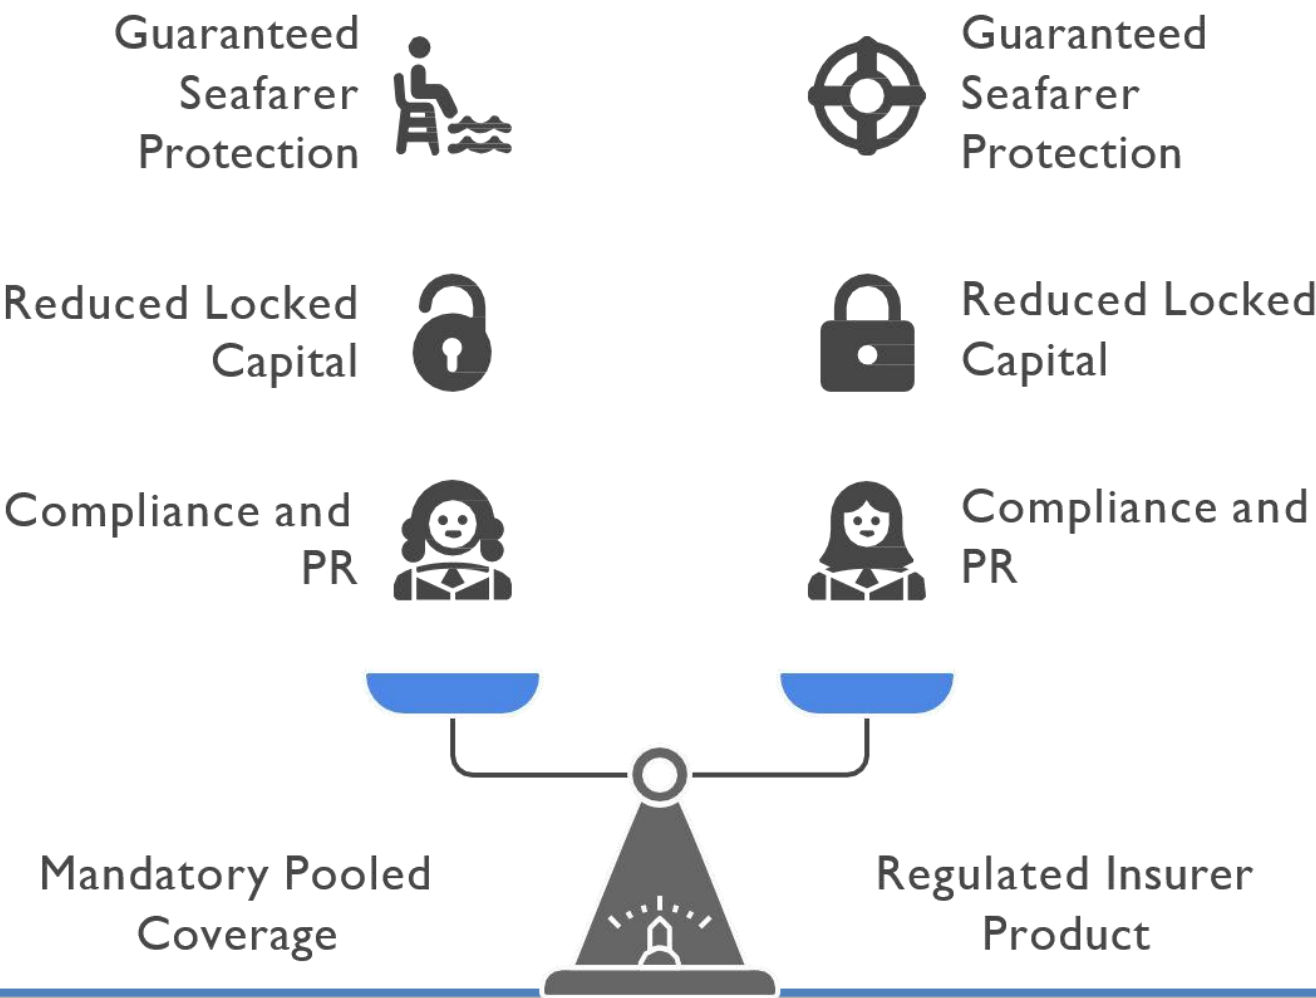 Guaranteed
Seafarer
Protection
Guaranteed
Seafarer
Protection
Reduced Locked
Capital
Reduced Locked
Capital
Compliance and
PR
Compliance and
PR
Mandatory Pooled
Coverage
Regulated Insurer
Product